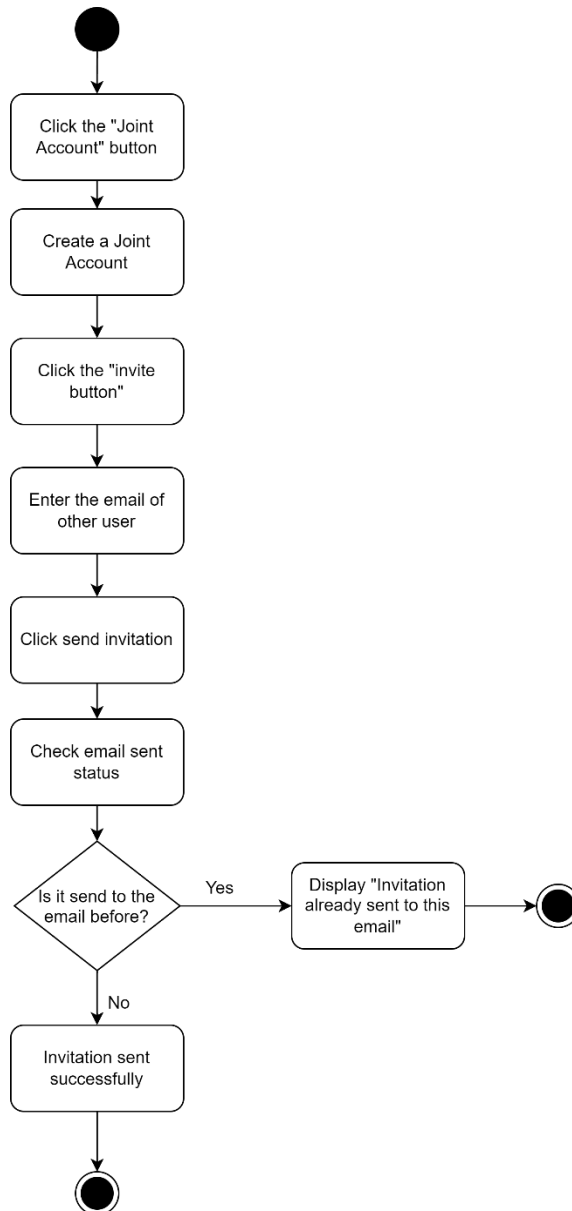 Click the "Joint
Account" button
Create a Joint
Account
Click the "invite
button"
Enter the email of
other user
Click send invitation
Check email sent
status
Is it send to the
email before?
Yes
Display "Invitation
already sent to this
email"
No
Invitation sent
successfully